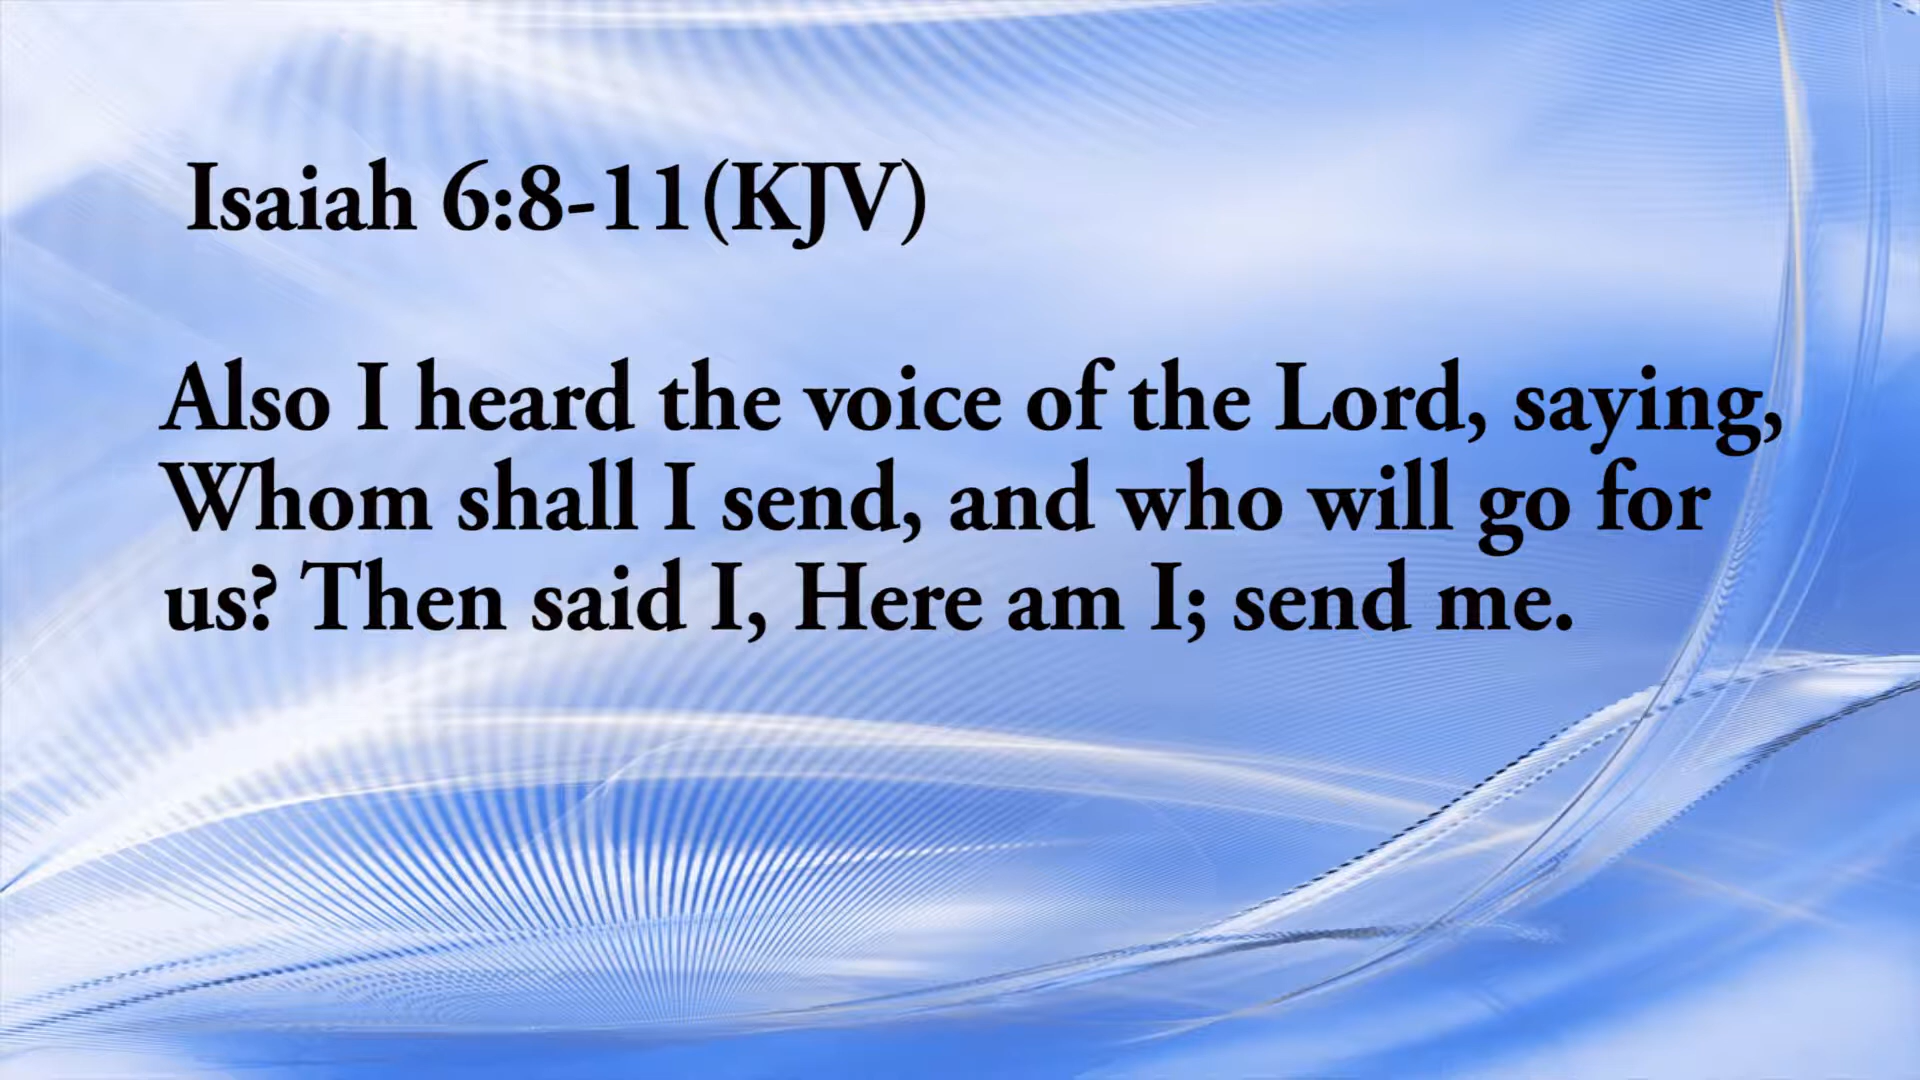 Isaiah 6:8-11(KJV)
Also I heard the voice of the Lord, saying,
Whom shall I send, and who will go for
us? Then said I, Here am I; send me.